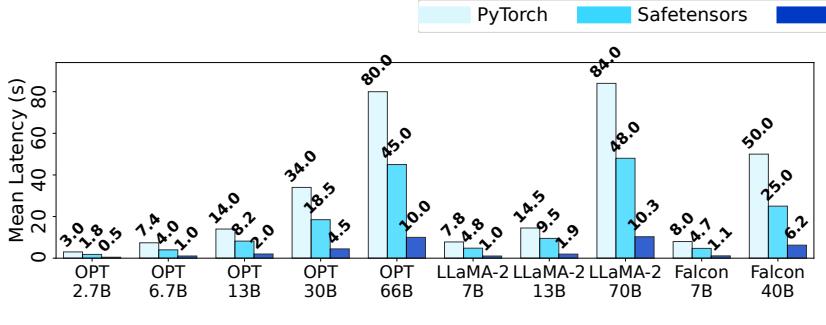 PyTorch Safetensors
Mean Latency (s)
80
60
40
20
0
3.0 1.8 0.5 7.4 4.0 1.0 14.0 8.2 2.0 34.0 18.5 4.5 80.0 45.0 10.0 7.8 4.8 1.0 14.5 9.5 1.9 84.0 48.0 10.3 8.0 4.7 1.1 50.0 25.0 6.2
OPT OPT OPT OPT OPT LLaMA-2 LLaMA-2 LLaMA-2 Falcon Falcon
2.7B 6.7B 13B 30B 66B 7B 13B 70B 7B 40B